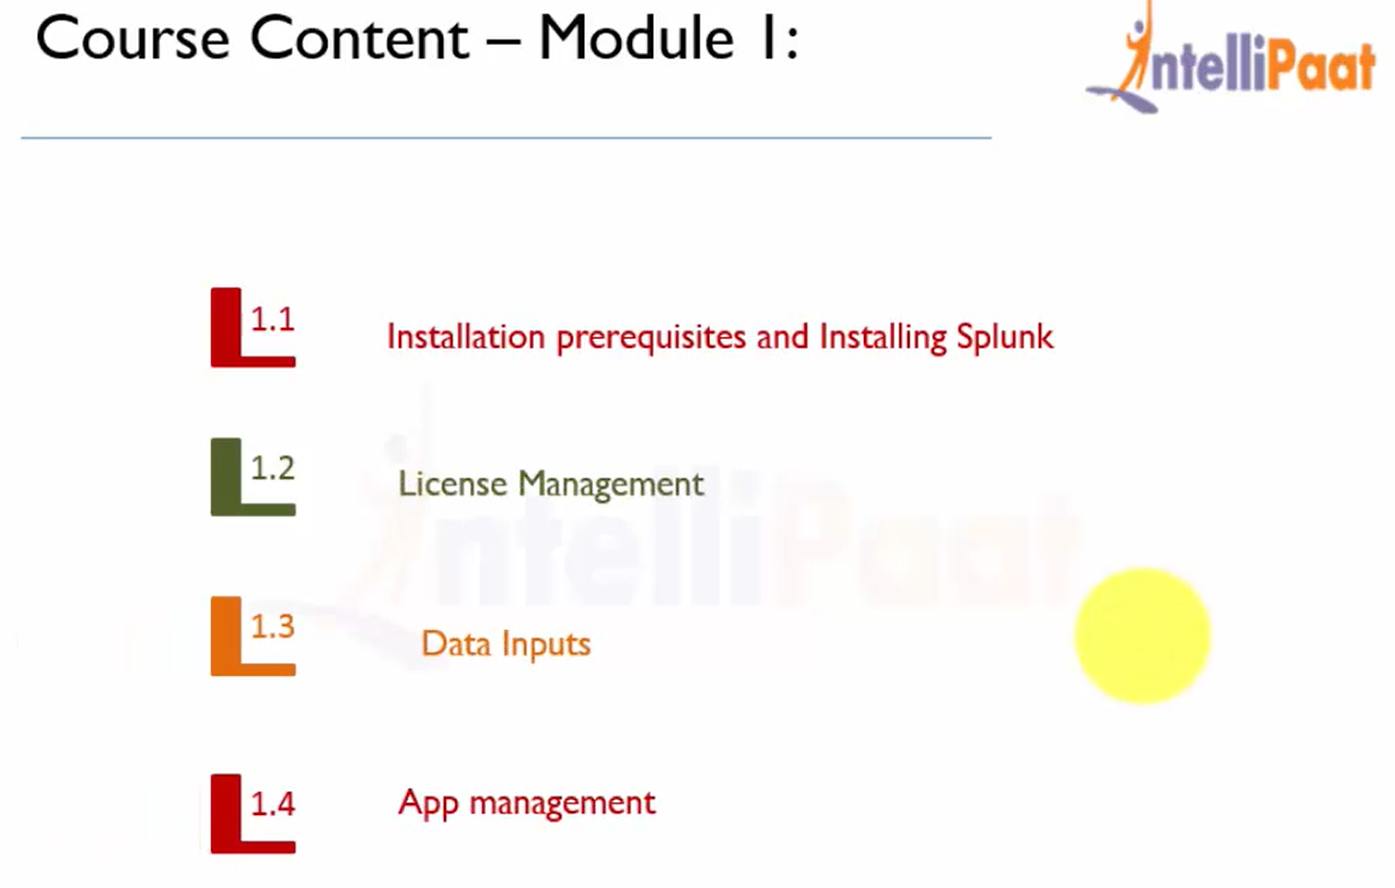 Course Content – Module 1:
IntelliPaat
1.1
Installation prerequisites and Installing Splunk
1.2
License Management
IntelliPaat
1.3
Data Inputs
1.4
App management